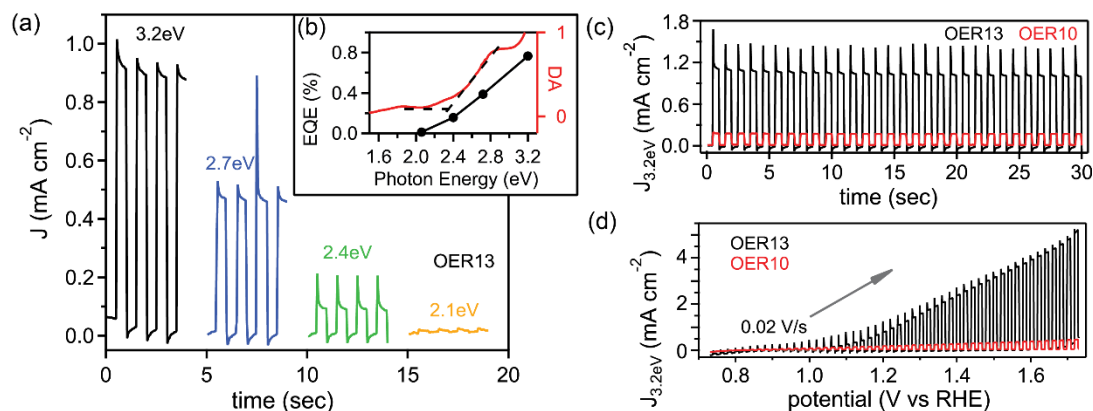 (a)
3.2eV
2.7eV
2.4eV
2.1eV
OER13
J (mA cm-2)
1.0
0.8
0.6
0.4
0.2
0.0
0 5 10 15 20
time (sec)
(b)
EQE (%)
0.8
0.4
0.0
1
0
DA
1.6 2.0 2.4 2.8 3.2
Photon Energy (eV)
(c)
OER13 OER10
J3.2eV (mA cm-2)
1.8
1.2
0.6
0.0
0 5 10 15 20 25 30
time (sec)
(d)
OER13
OER10
0.02 V/s
J3.2eV (mA cm-2)
4
2
0
0.8 1.0 1.2 1.4 1.6
potential (V vs RHE)